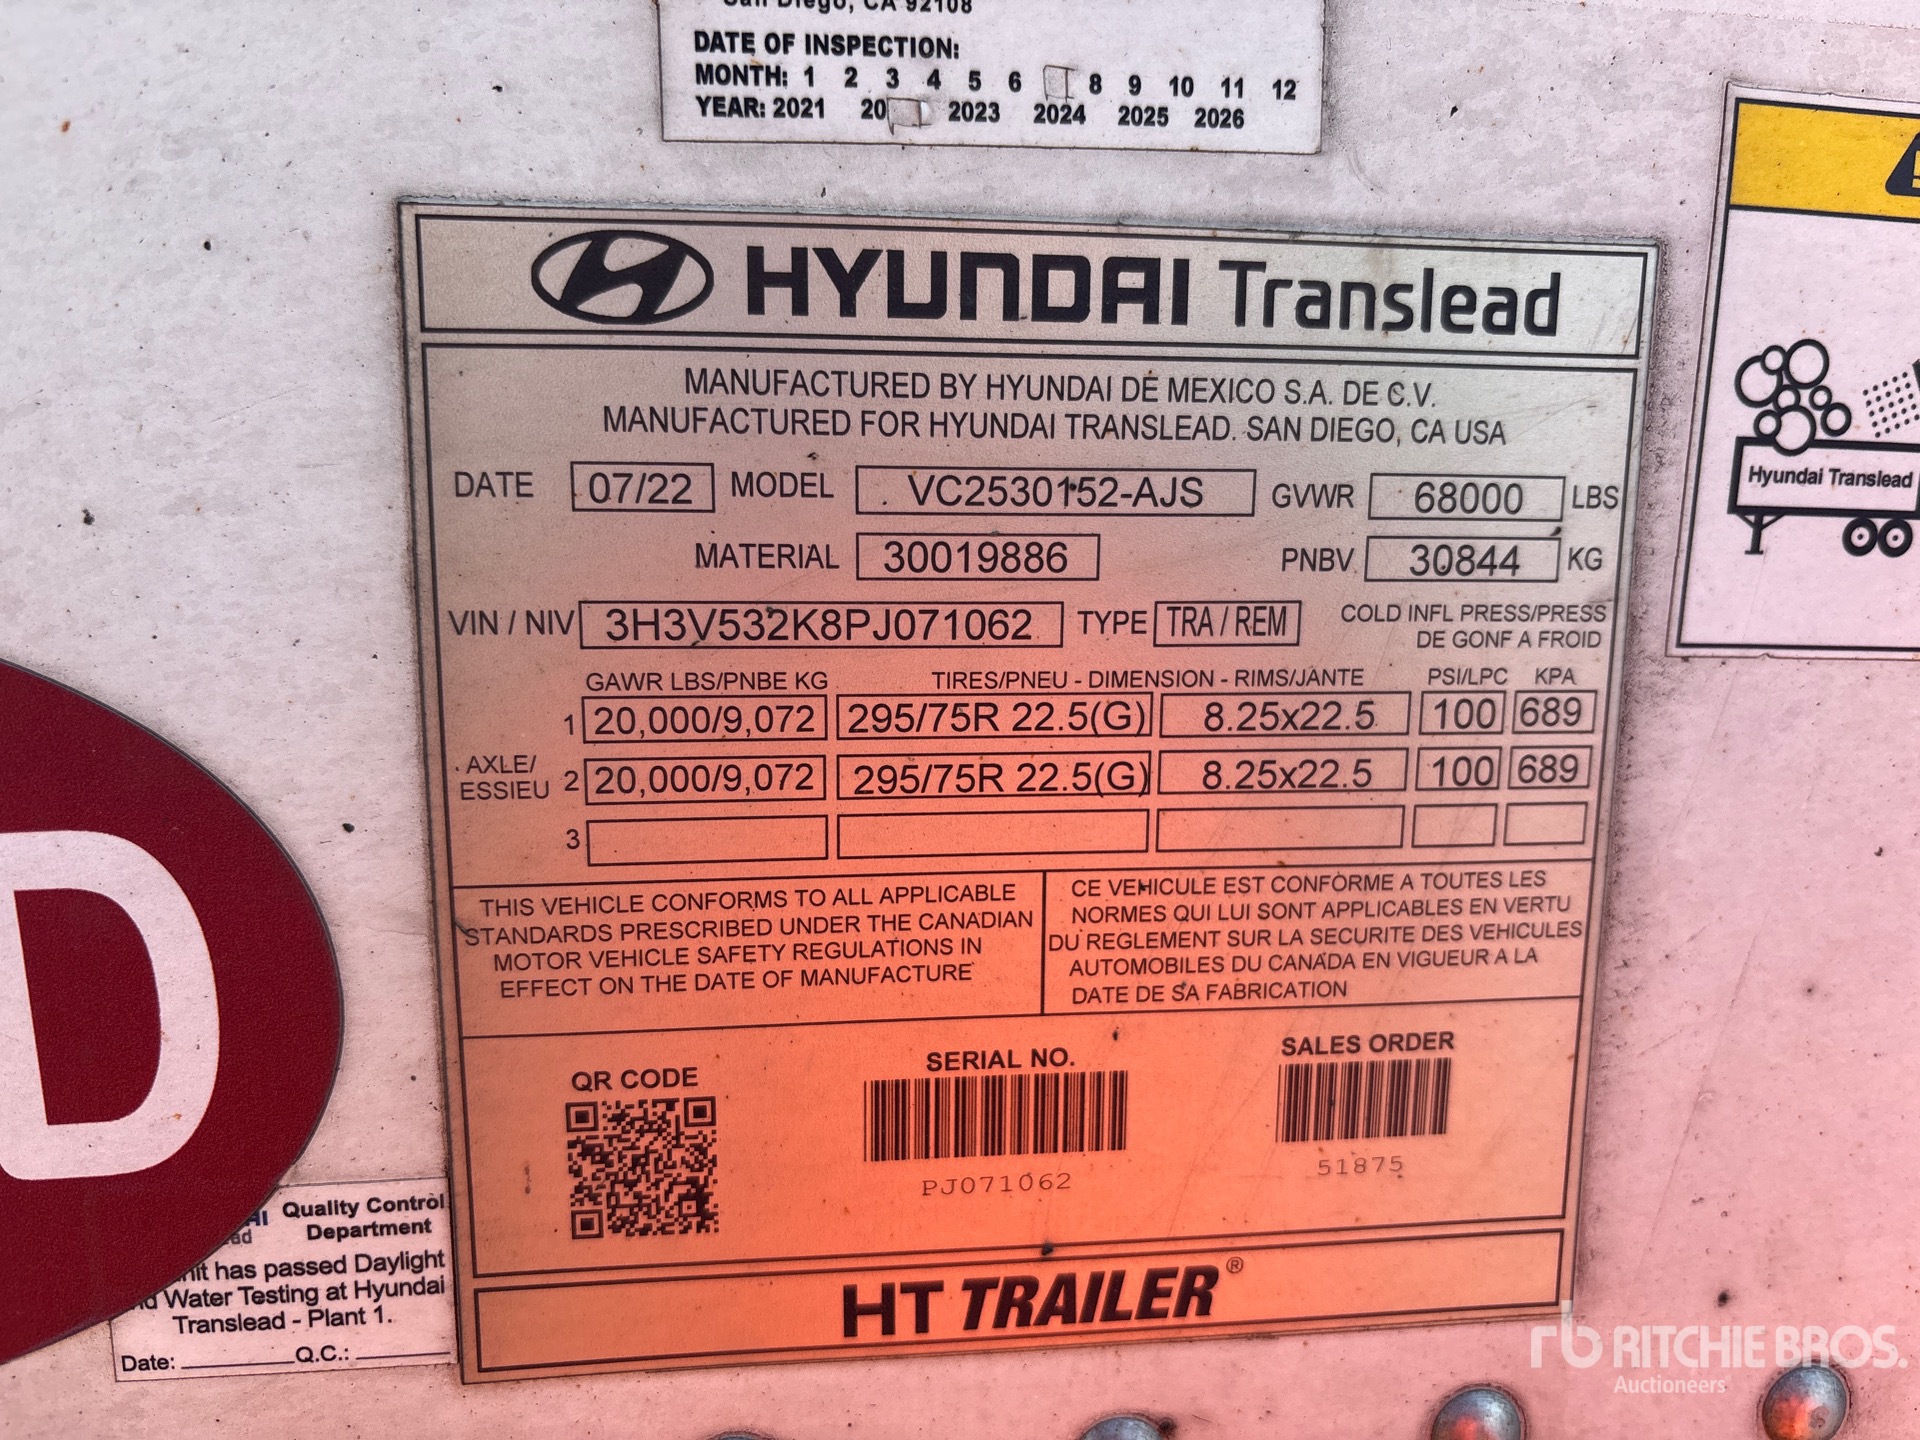 San Diego, CA 92108
DATE OF INSPECTION:
MONTH: 1 2 3 4 5 6 8 9 10 11 12
YEAR: 2021 20 2023 2024 2025 2026
HYUNDAI Translead
MANUFACTURED BY HYUNDAI DE MEXICO S.A. DE C.V.
MANUFACTURED FOR HYUNDAI TRANSLEAD. SAN DIEGO, CA USA
DATE 07/22 MODEL VC2530152-AJS GVWR 68000 LBS
MATERIAL 30019886 PNBV 30844 KG
VIN / NIV 3H3V532K8PJ071062 TYPE TRA / REM COLD INFL PRESS/PRESS
DE GONF A FROID
GAWR LBS/PNBE KG TIRES/PNEU - DIMENSION - RIMS/JANTE PSI/LPC KPA
1 20,000/9,072 295/75R 22.5(G) 8.25x22.5 100 689
AXLE/
ESSIEU 2 20,000/9,072 295/75R 22.5(G) 8.25x22.5 100 689
3
THIS VEHICLE CONFORMS TO ALL APPLICABLE
STANDARDS PRESCRIBED UNDER THE CANADIAN
MOTOR VEHICLE SAFETY REGULATIONS IN
EFFECT ON THE DATE OF MANUFACTURE
CE VEHICULE EST CONFORME A TOUTES LES
NORMES QUI LUI SONT APPLICABLES EN VERTU
DU REGLEMENT SUR LA SECURITE DES VEHICULES
AUTOMOBILES DU CANADA EN VIGUEUR A LA
DATE DE SA FABRICATION
QR CODE
SERIAL NO.
PJ071062
SALES ORDER
51875
HT TRAILER®
Hyundai Translead
D
Quality Control
Department
has passed Daylight
Water Testing at Hyundai
Translead - Plant 1.
Date: Q.C.:
rb RITCHIE BROS.
Auctioneers